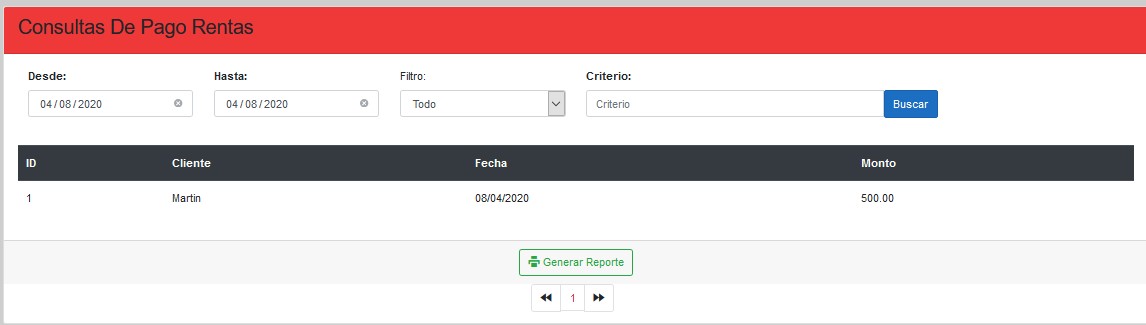 Consultas De Pago Rentas
Desde: Hasta: Filtro: Criterio:
04/08/2020 04/08/2020 Todo Criterio Buscar
ID Cliente Fecha Monto
1 Martin 08/04/2020 500.00
Generar Reporte
1